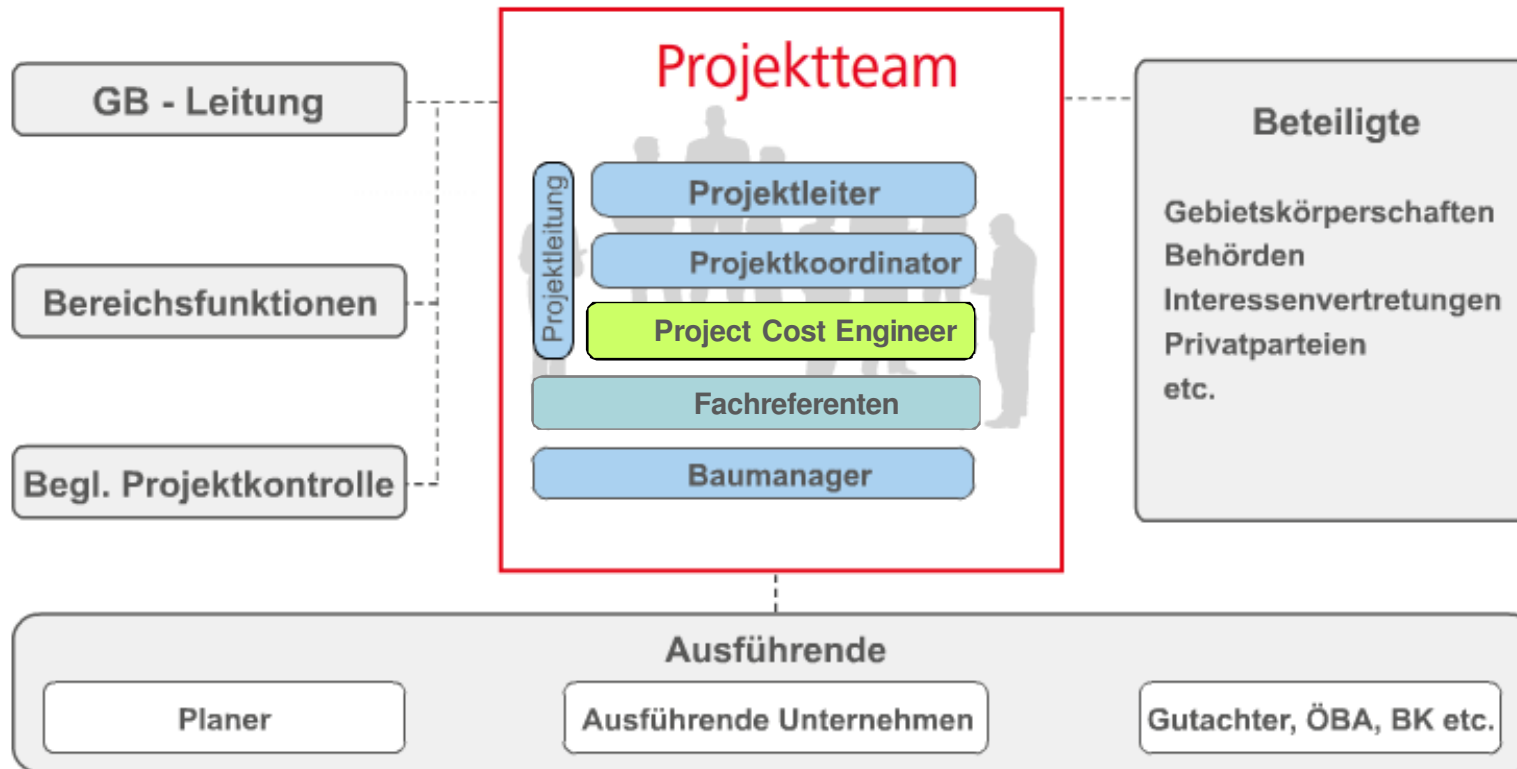 Projektteam
GB - Leitung
Bereichsfunktionen
Begl. Projektkontrolle
Projektleitung
Projektleiter
Projektkoordinator
Project Cost Engineer
Fachreferenten
Baumanager
Beteiligte
Gebietskörperschaften
Behörden
Interessenvertretungen
Privatparteien
etc.
Ausführende
Planer
Ausführende Unternehmen
Gutachter, ÖBA, BK etc.